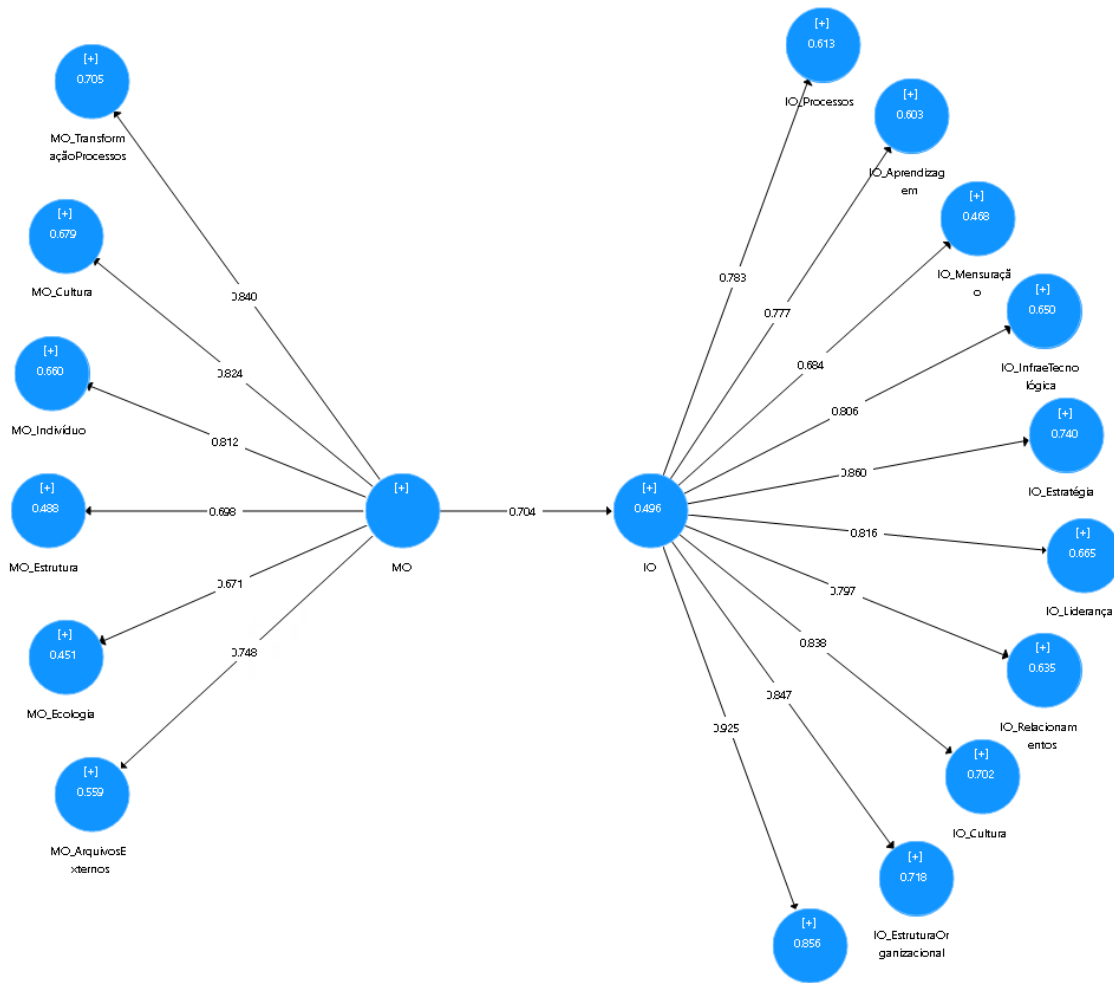 [+]
0.705
MO_Transform
açãoProcessos
[+]
0.679
MO_Cultura
[+]
0.660
MO_Indivíduo
[+]
0.488
MO_Estrutura
[+]
0.451
MO_Ecologia
[+]
0.559
MO_ArquivosE
xternos
0.840
0.824
0.812
0.698
0.671
0.748
[+]
MO
0.704
[+]
0.496
IO
0.783
0.777
0.684
0.806
0.860
0.816
0.797
0.838
0.847
0.925
[+]
0.613
IO_Processos
[+]
0.603
IO_Aprendizag
em
[+]
0.468
IO_Mensuraçã
o
[+]
0.650
IO_InfraeTecno
lógica
[+]
0.740
IO_Estratégia
[+]
0.665
IO_Liderança
[+]
0.635
IO_Relacionam
entos
[+]
0.702
IO_Cultura
[+]
0.718
IO_EstruturaOr
ganizacional
[+]
0.856